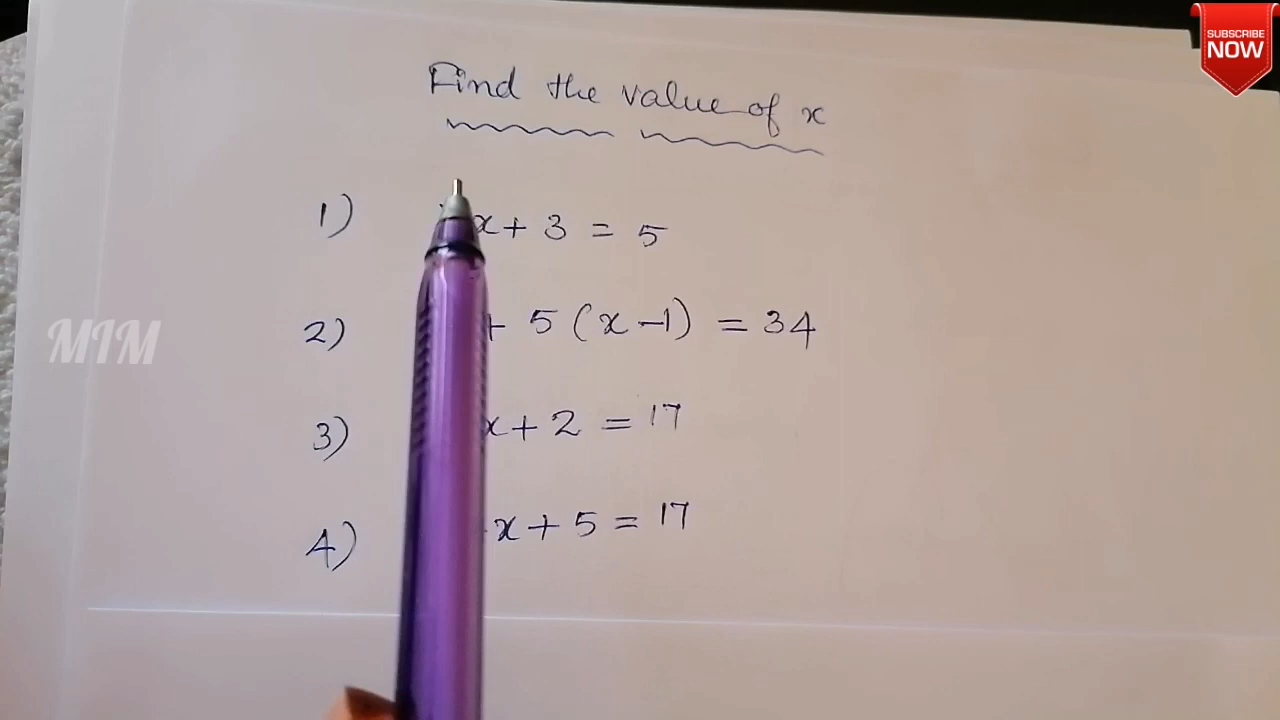 SUBSCRIBE
NOW
Find the value of x
1) x + 3 = 5
2) + 5 (x - 1) = 34
MIM
3) x + 2 = 17
4) x + 5 = 17